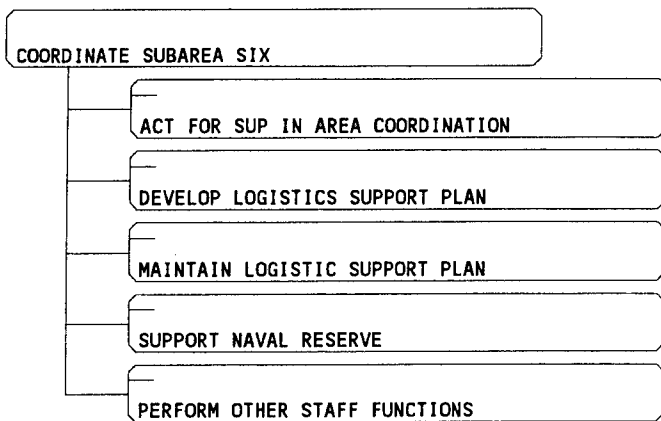 COORDINATE SUBAREA SIX
ACT FOR SUP IN AREA COORDINATION
DEVELOP LOGISTICS SUPPORT PLAN
MAINTAIN LOGISTIC SUPPORT PLAN
SUPPORT NAVAL RESERVE
PERFORM OTHER STAFF FUNCTIONS